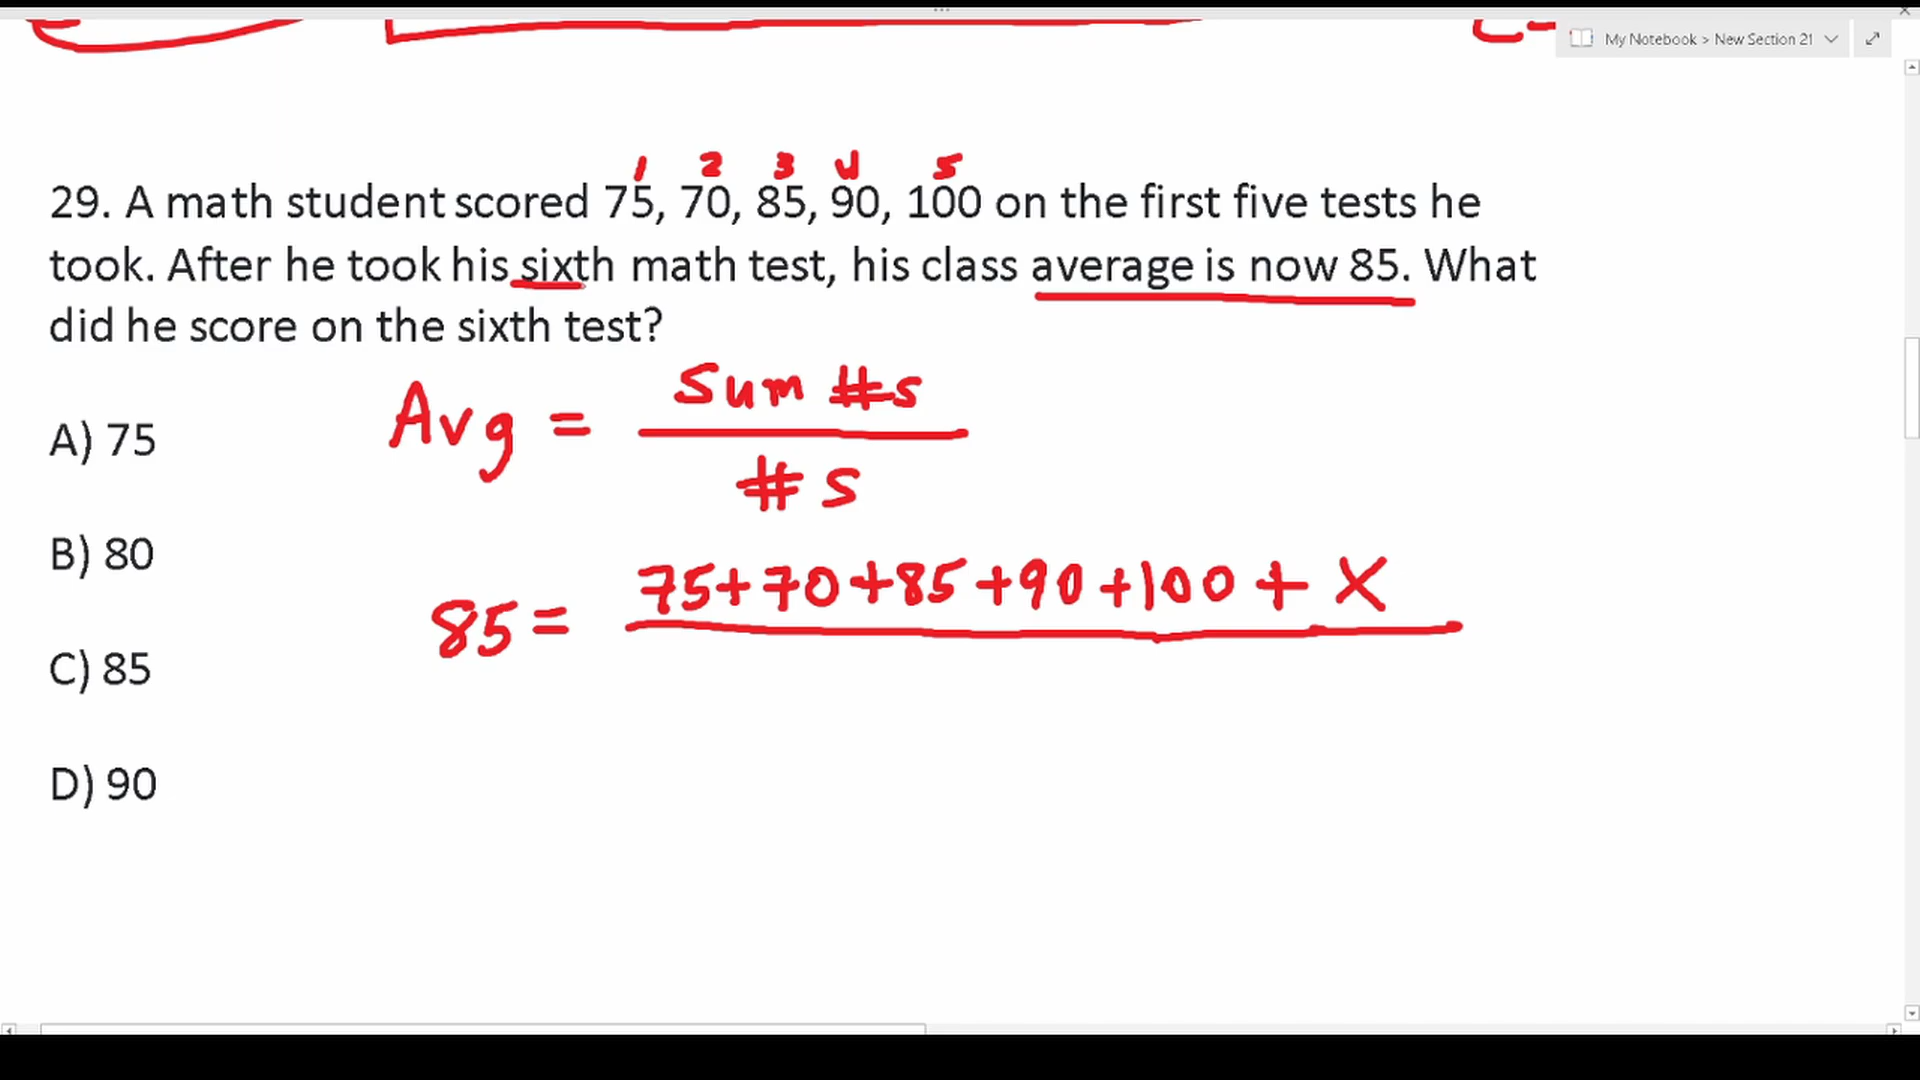 My Notebook > New Section 21
1 2 3 4 5
29. A math student scored 75, 70, 85, 90, 100 on the first five tests he
took. After he took his sixth math test, his class average is now 85. What
did he score on the sixth test?
Avg = Sum #s
# s
A) 75
B) 80
85 = 75+70+85+90+100 + X
C) 85
D) 90